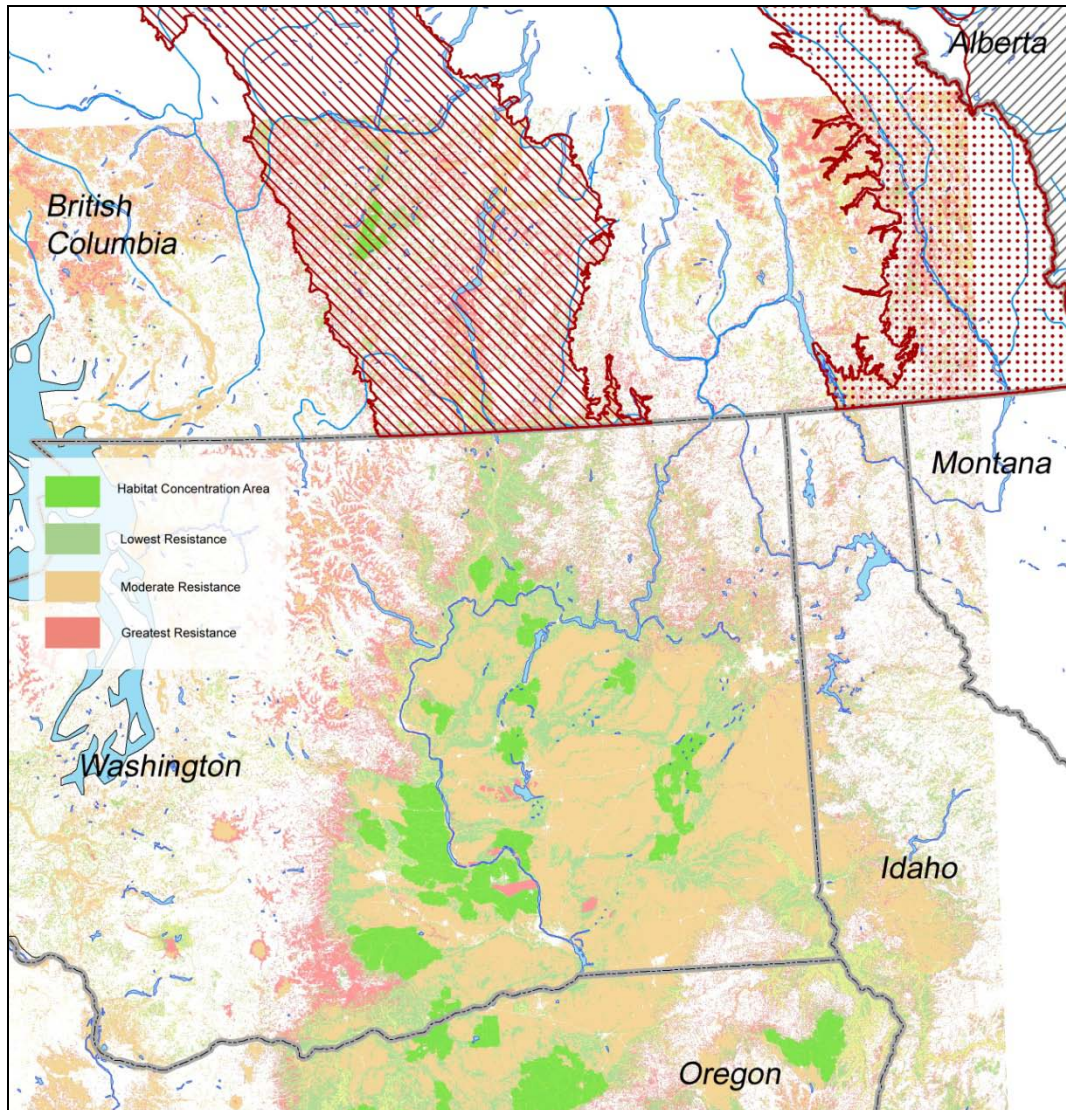 Alberta
British
Columbia
Montana
Habitat Concentration Area
Lowest Resistance
Moderate Resistance
Greatest Resistance
Washington
Idaho
Oregon